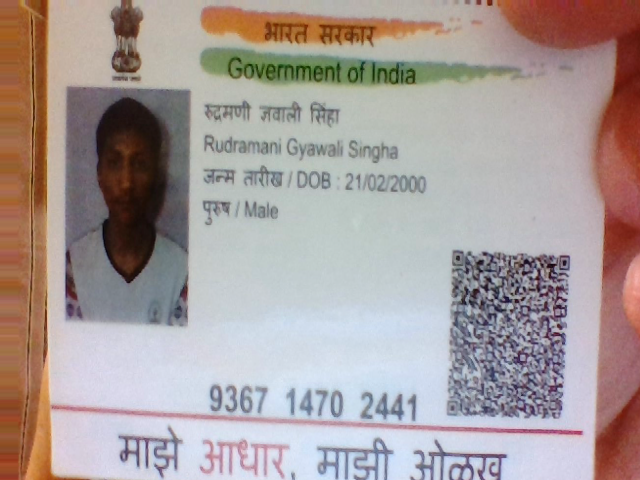 भारत सरकार
Government of India
रुद्रमणी ज्ञवाली सिंहा
Rudramani Gyawali Singha
जन्म तारीख / DOB : 21/02/2000
पुरुष / Male
9367 1470 2441
माझे आधार, माझी ओळख